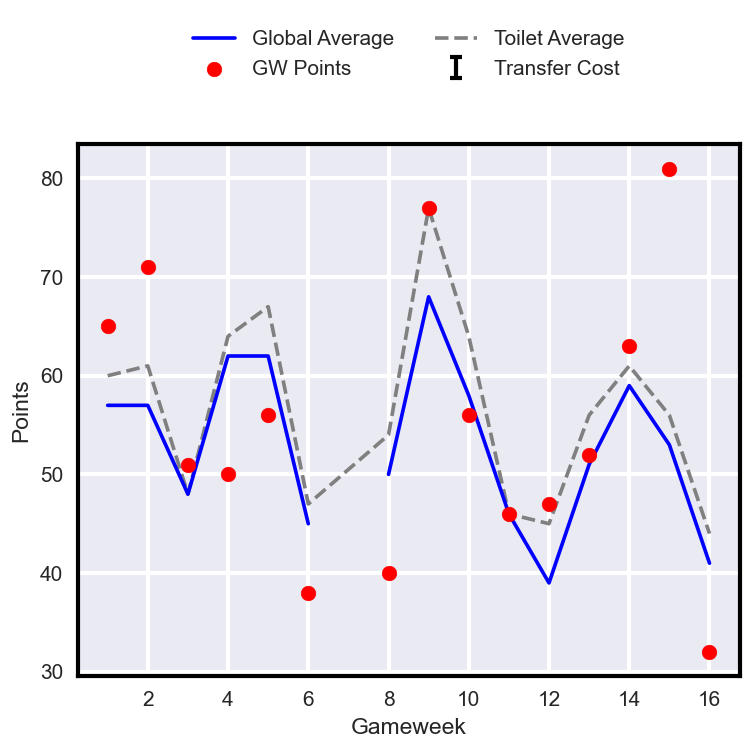 Global Average
Toilet Average
GW Points
Transfer Cost
80
70
60
50
40
30
Points
2 4 6 8 10 12 14 16
Gameweek